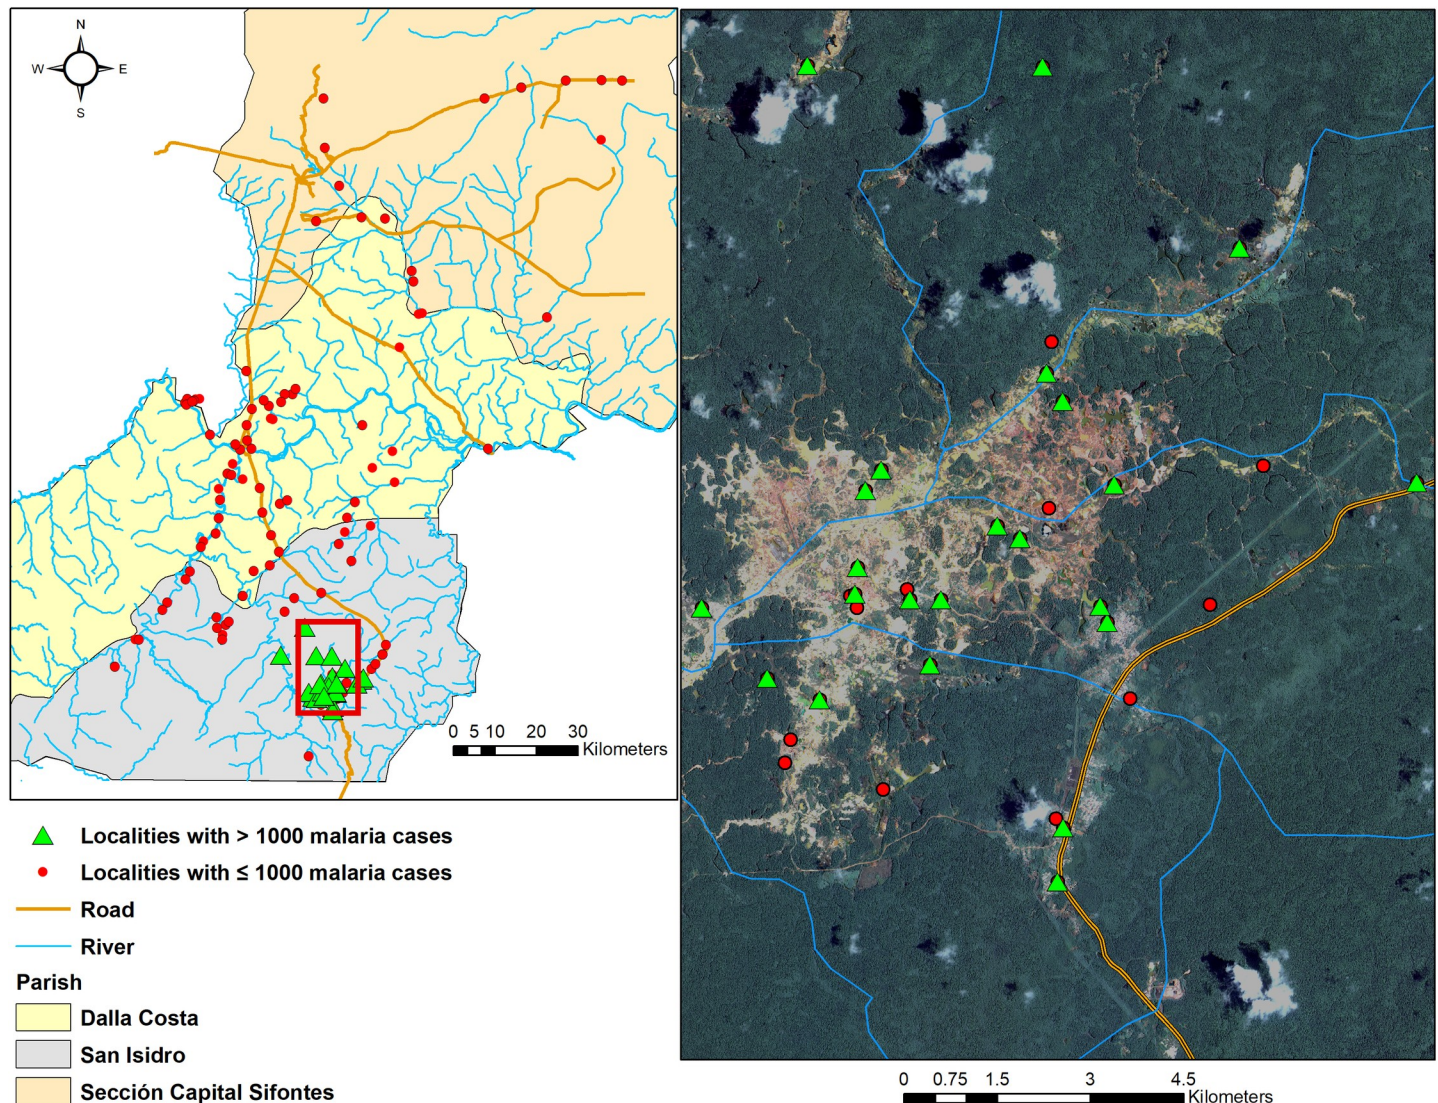 N
W E
S
0 5 10 20 30
Kilometers
Localities with > 1000 malaria cases
Localities with ≤ 1000 malaria cases
Road
River
Parish
Dalla Costa
San Isidro
Sección Capital Sifontes
0 0.75 1.5 3 4.5
Kilometers